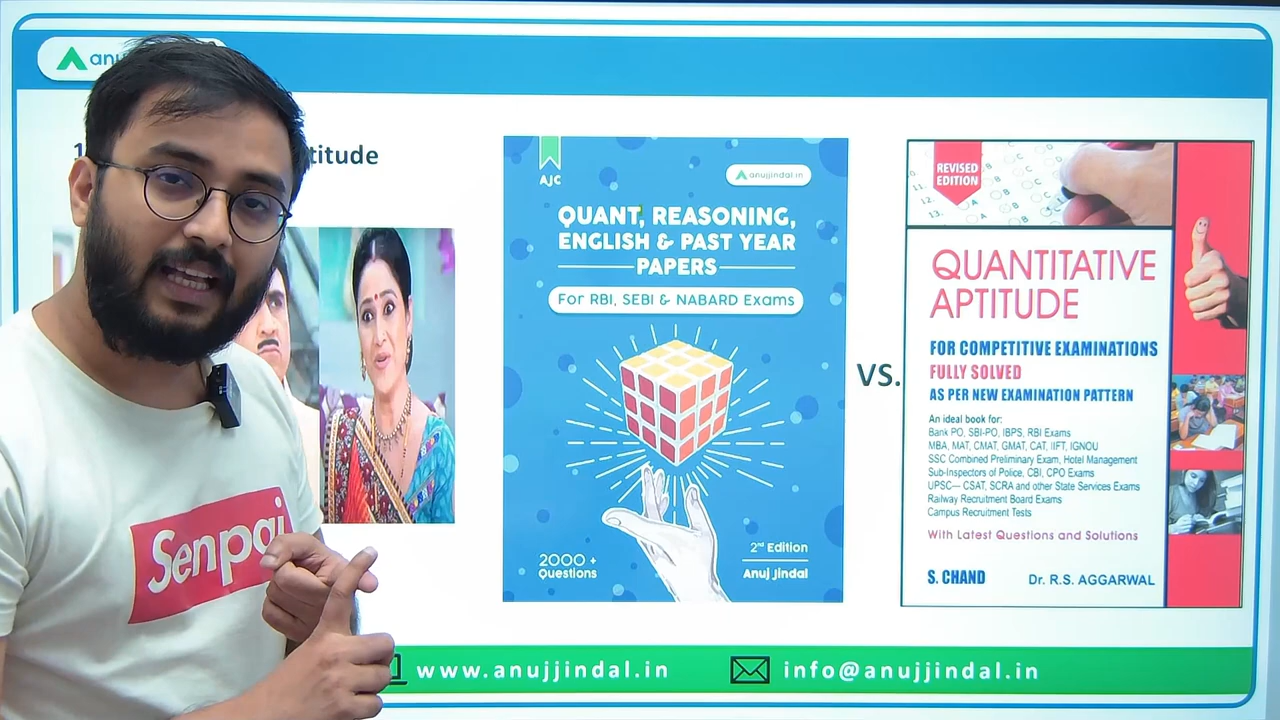 anuj
1
titude
AJC
anujjindal.in
QUANT, REASONING,
ENGLISH & PAST YEAR
PAPERS
For RBI, SEBI & NABARD Exams
2000 +
Questions
2nd Edition
Anuj Jindal
VS.
REVISED
EDITION
QUANTITATIVE
APTITUDE
FOR COMPETITIVE EXAMINATIONS
FULLY SOLVED
AS PER NEW EXAMINATION PATTERN
An ideal book for:
Bank PO, SBI-PO, IBPS, RBI Exams
MBA, MAT, CMAT, GMAT, CAT, IIFT, IGNOU
SSC Combined Preliminary Exam, Hotel Management
Sub-Inspectors of Police, CBI, CPO Exams
UPSC— CSAT, SCRA and other State Services Exams
Railway Recruitment Board Exams
Campus Recruitment Tests
With Latest Questions and Solutions
S. CHAND
Dr. R.S. AGGARWAL
Senpai
www.anujjindal.in
info@anujjindal.in